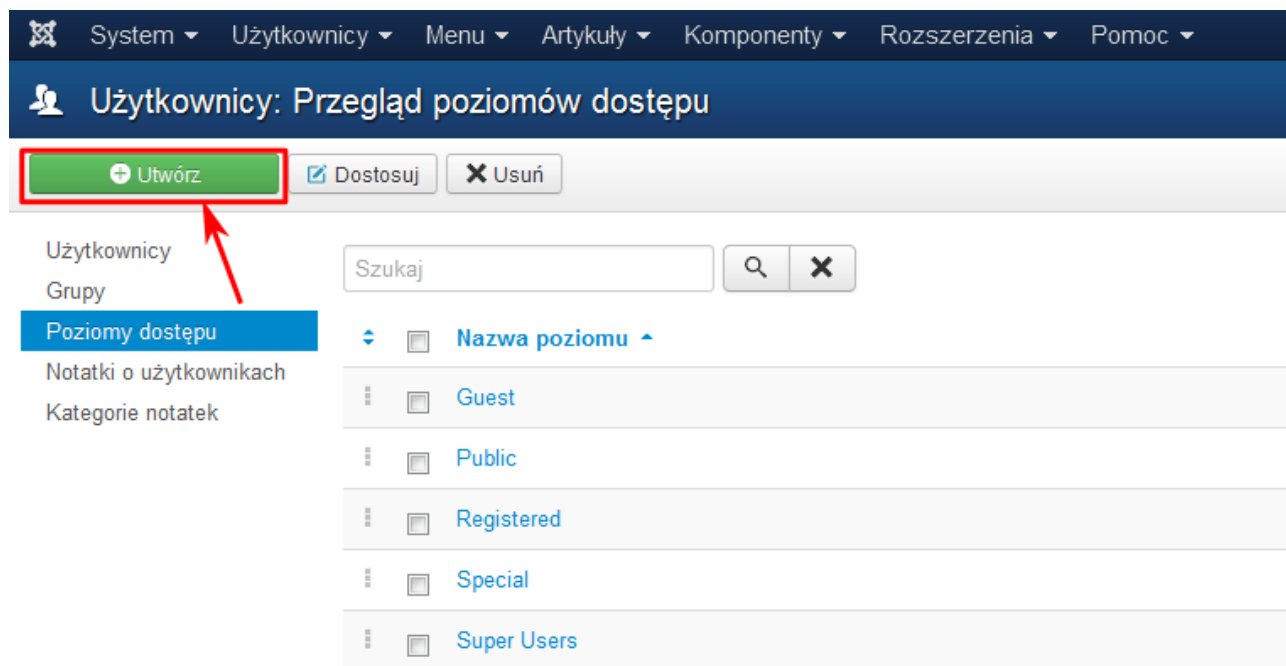 System Użytkownicy Menu Artykuły Komponenty Rozszerzenia Pomoc
Użytkownicy: Przegląd poziomów dostępu
Utwórz Dostosuj Usuń
Użytkownicy
Grupy
Poziomy dostępu
Notatki o użytkownikach
Kategorie notatek
Szukaj
Nazwa poziomu
Guest
Public
Registered
Special
Super Users